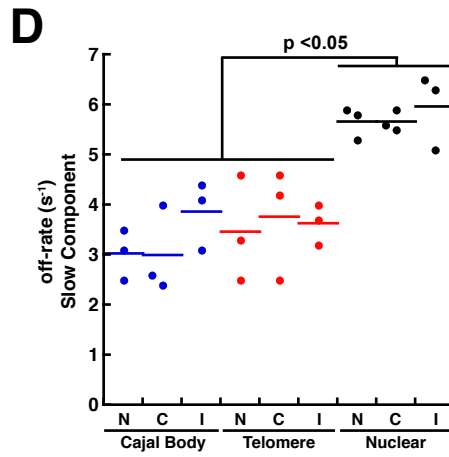 D
p <0.05
off-rate (s⁻¹)
Slow Component
7
6
5
4
3
2
1
0
N C I N C I N C I
Cajal Body Telomere Nuclear